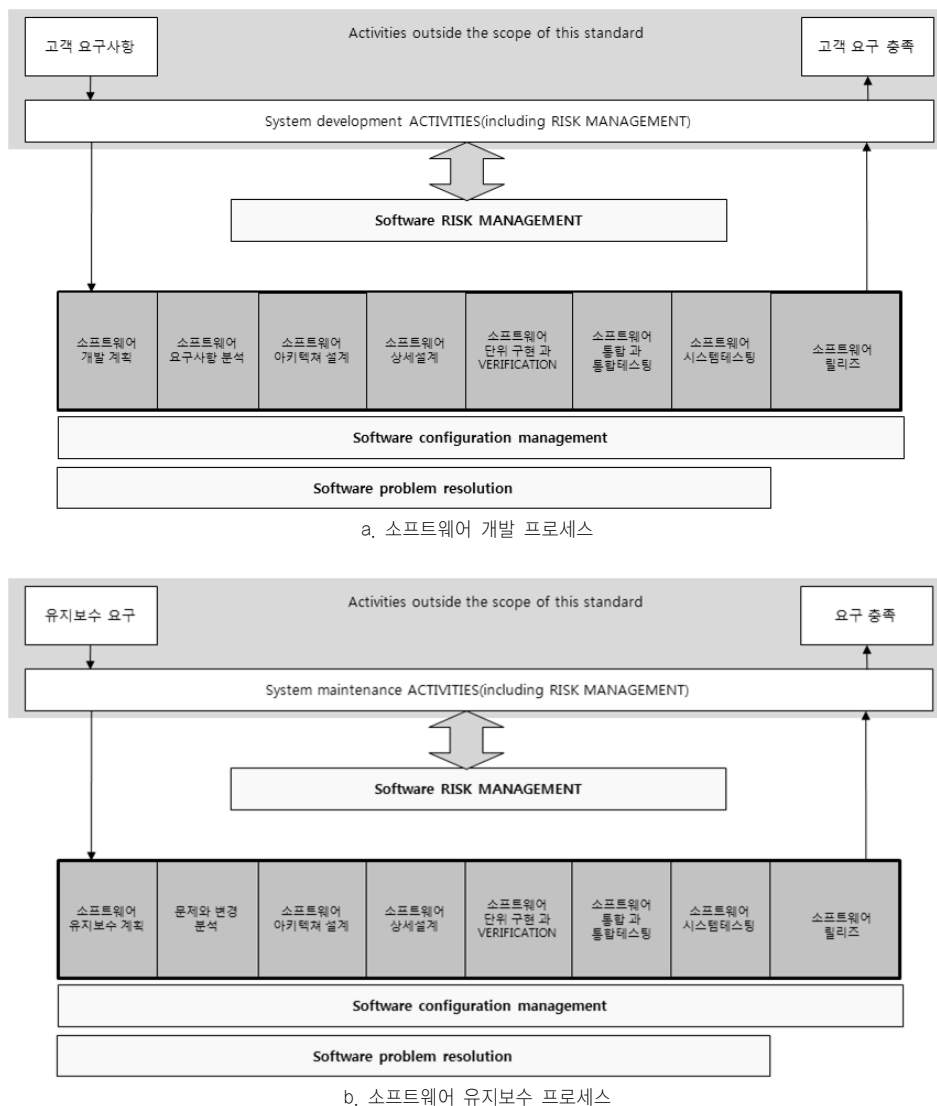 고객 요구사항
Activities outside the scope of this standard
고객 요구 충족
System development ACTIVITIES(including RISK MANAGEMENT)
Software RISK MANAGEMENT
소프트웨어
개발 계획
소프트웨어
요구사항 분석
소프트웨어
아키텍쳐 설계
소프트웨어
상세설계
소프트웨어
단위 구현 과
VERIFICATION
소프트웨어
통합 과
통합테스팅
소프트웨어
시스템테스팅
소프트웨어
릴리즈
Software configuration management
Software problem resolution
a. 소프트웨어 개발 프로세스
유지보수 요구
Activities outside the scope of this standard
요구 충족
System maintenance ACTIVITIES(including RISK MANAGEMENT)
Software RISK MANAGEMENT
소프트웨어
유지보수 계획
문제와 변경
분석
소프트웨어
아키텍쳐 설계
소프트웨어
상세설계
소프트웨어
단위 구현 과
VERIFICATION
소프트웨어
통합 과
통합테스팅
소프트웨어
시스템테스팅
소프트웨어
릴리즈
Software configuration management
Software problem resolution
b. 소프트웨어 유지보수 프로세스